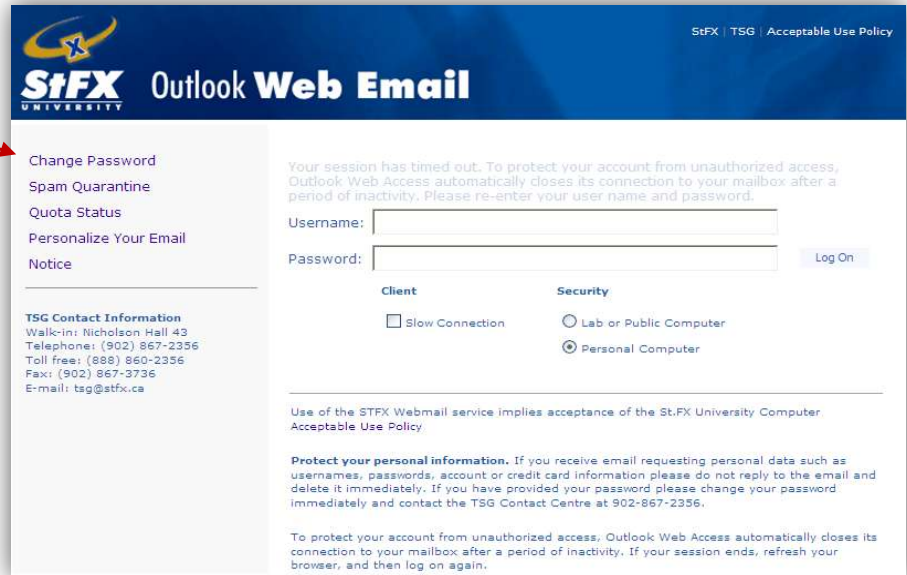 StFX | TSG | Acceptable Use Policy
X
StFX
UNIVERSITY
Outlook Web Email
Change Password
Spam Quarantine
Quota Status
Personalize Your Email
Notice
TSG Contact Information
Walk-in: Nicholson Hall 43
Telephone: (902) 867-2356
Toll free: (888) 860-2356
Fax: (902) 867-3736
E-mail: tsg@stfx.ca
Your session has timed out. To protect your account from unauthorized access,
Outlook Web Access automatically closes its connection to your mailbox after a
period of inactivity. Please re-enter your user name and password.
Username:
Password:
Log On
Client
Security
Slow Connection
Lab or Public Computer
Personal Computer
Use of the STFX Webmail service implies acceptance of the St.FX University Computer
Acceptable Use Policy
Protect your personal information. If you receive email requesting personal data such as
usernames, passwords, account or credit card information please do not reply to the email and
delete it immediately. If you have provided your password please change your password
immediately and contact the TSG Contact Centre at 902-867-2356.
To protect your account from unauthorized access, Outlook Web Access automatically closes its
connection to your mailbox after a period of inactivity. If your session ends, refresh your
browser, and then log on again.